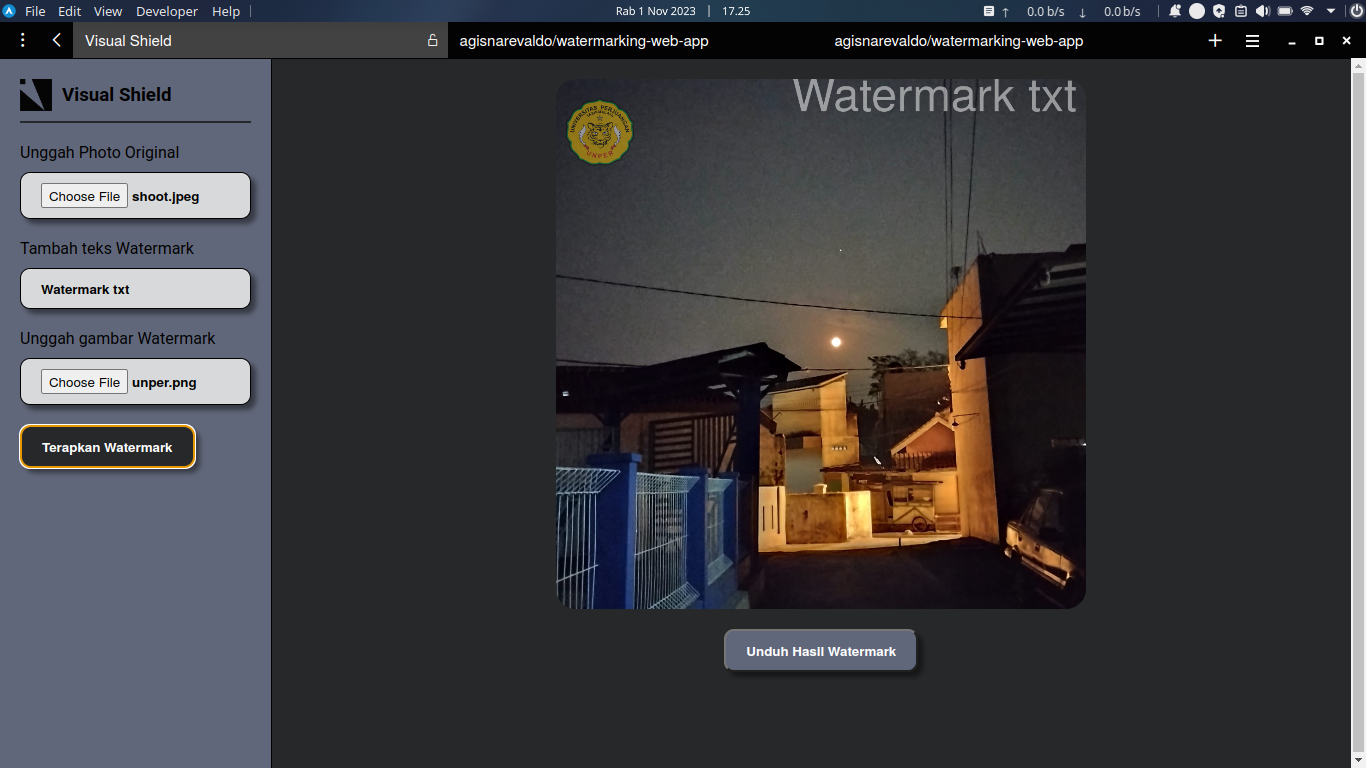 File Edit View Developer Help
Rab 1 Nov 2023 | 17.25
↑ 0.0 b/s ↓ 0.0 b/s
Visual Shield
agisnarevaldo/watermarking-web-app
agisnarevaldo/watermarking-web-app
Visual Shield
Unggah Photo Original
Choose File shoot.jpeg
Tambah teks Watermark
Watermark txt
Unggah gambar Watermark
Choose File unper.png
Terapkan Watermark
Watermark txt
UNIVERSITAS PERJUANGAN
UNPER
Unduh Hasil Watermark